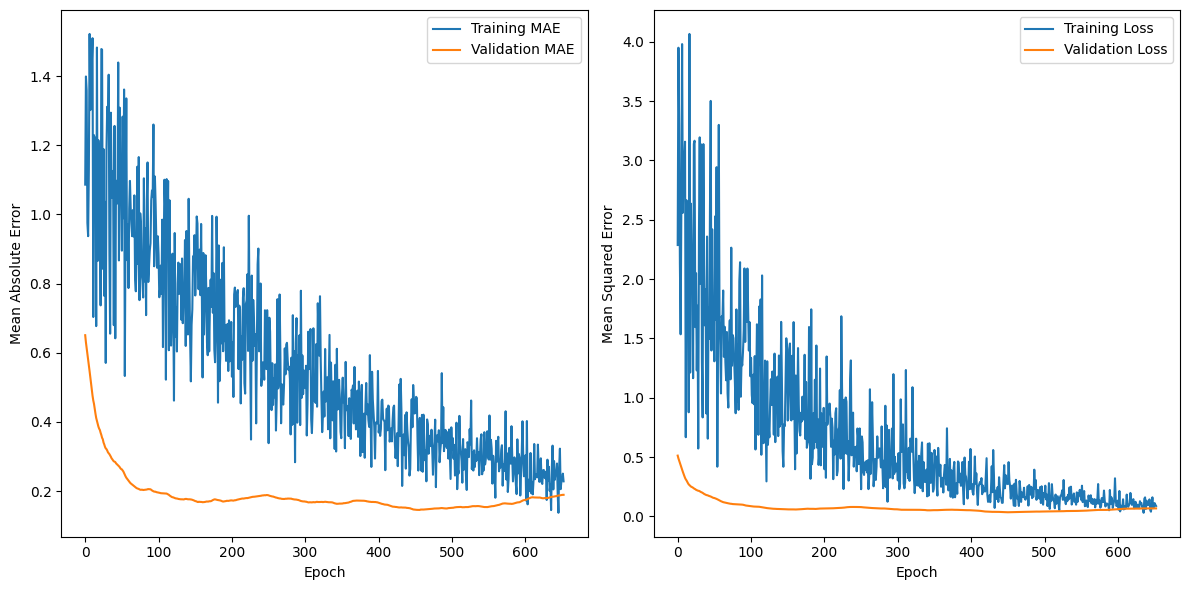 Training MAE
Validation MAE
1.4
1.2
1.0
0.8
0.6
0.4
0.2
Mean Absolute Error
0 100 200 300 400 500 600
Epoch
Training Loss
Validation Loss
4.0
3.5
3.0
2.5
2.0
1.5
1.0
0.5
0.0
Mean Squared Error
0 100 200 300 400 500 600
Epoch